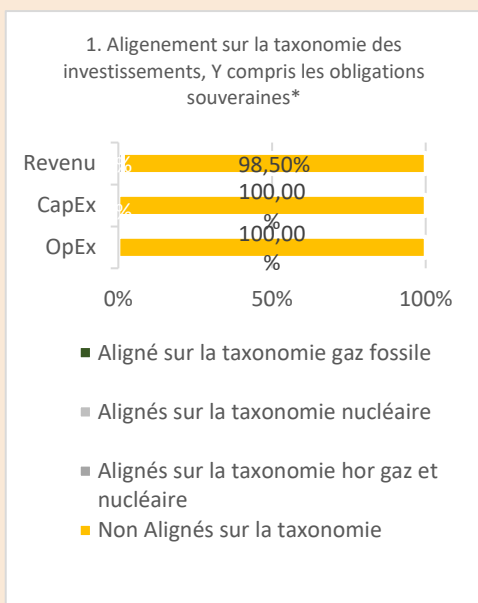 1. Aligenement sur la taxonomie des
investissements, Y compris les obligations
souveraines*
Revenu
%
98,50%
CapEx
%
100,00
%
OpEx
100,00
%
0%
50%
100%
Aligné sur la taxonomie gaz fossile
Alignés sur la taxonomie nucléaire
Alignés sur la taxonomie hor gaz et
nucléaire
Non Alignés sur la taxonomie